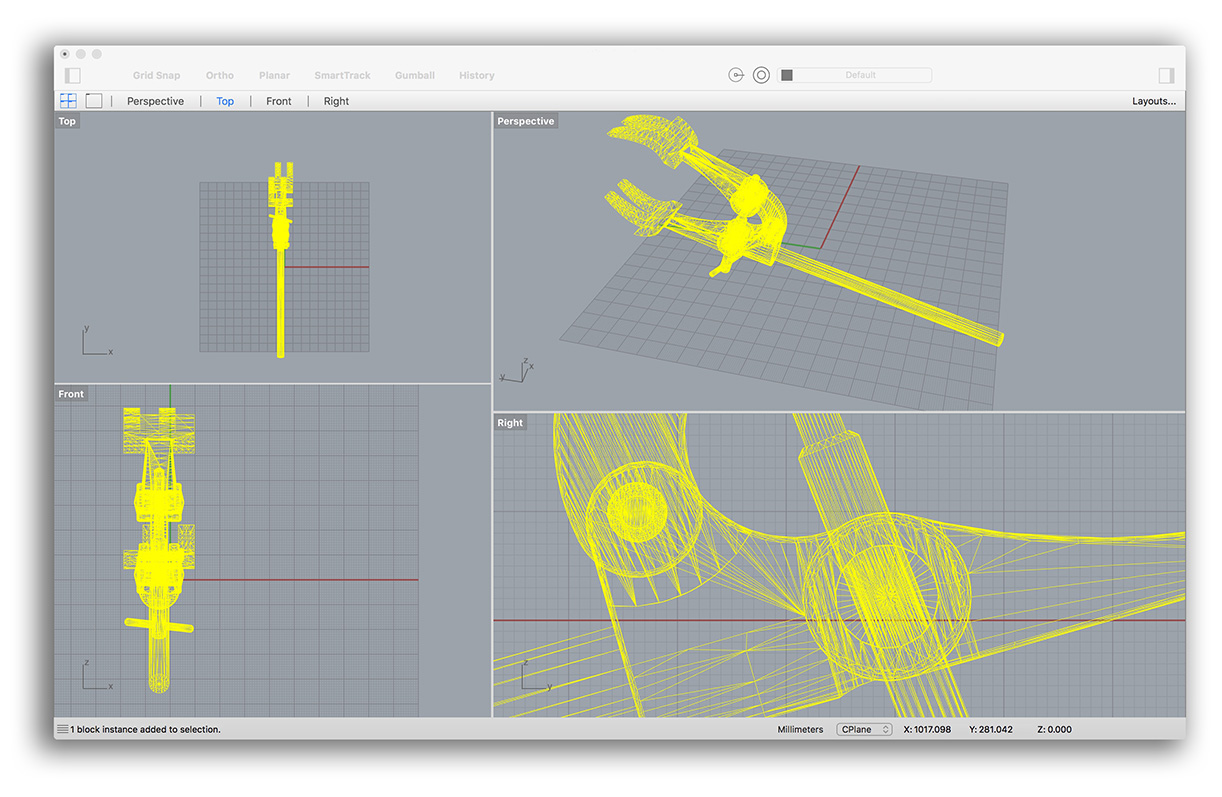 Grid Snap Ortho Planar SmartTrack Gumball History Default
Perspective Top Front Right Layouts...
Top
Perspective
y
x
z
x
y
Front
Right
z
x
z
y
1 block instance added to selection. Millimeters CPlane X: 1017.098 Y: 281.042 Z: 0.000